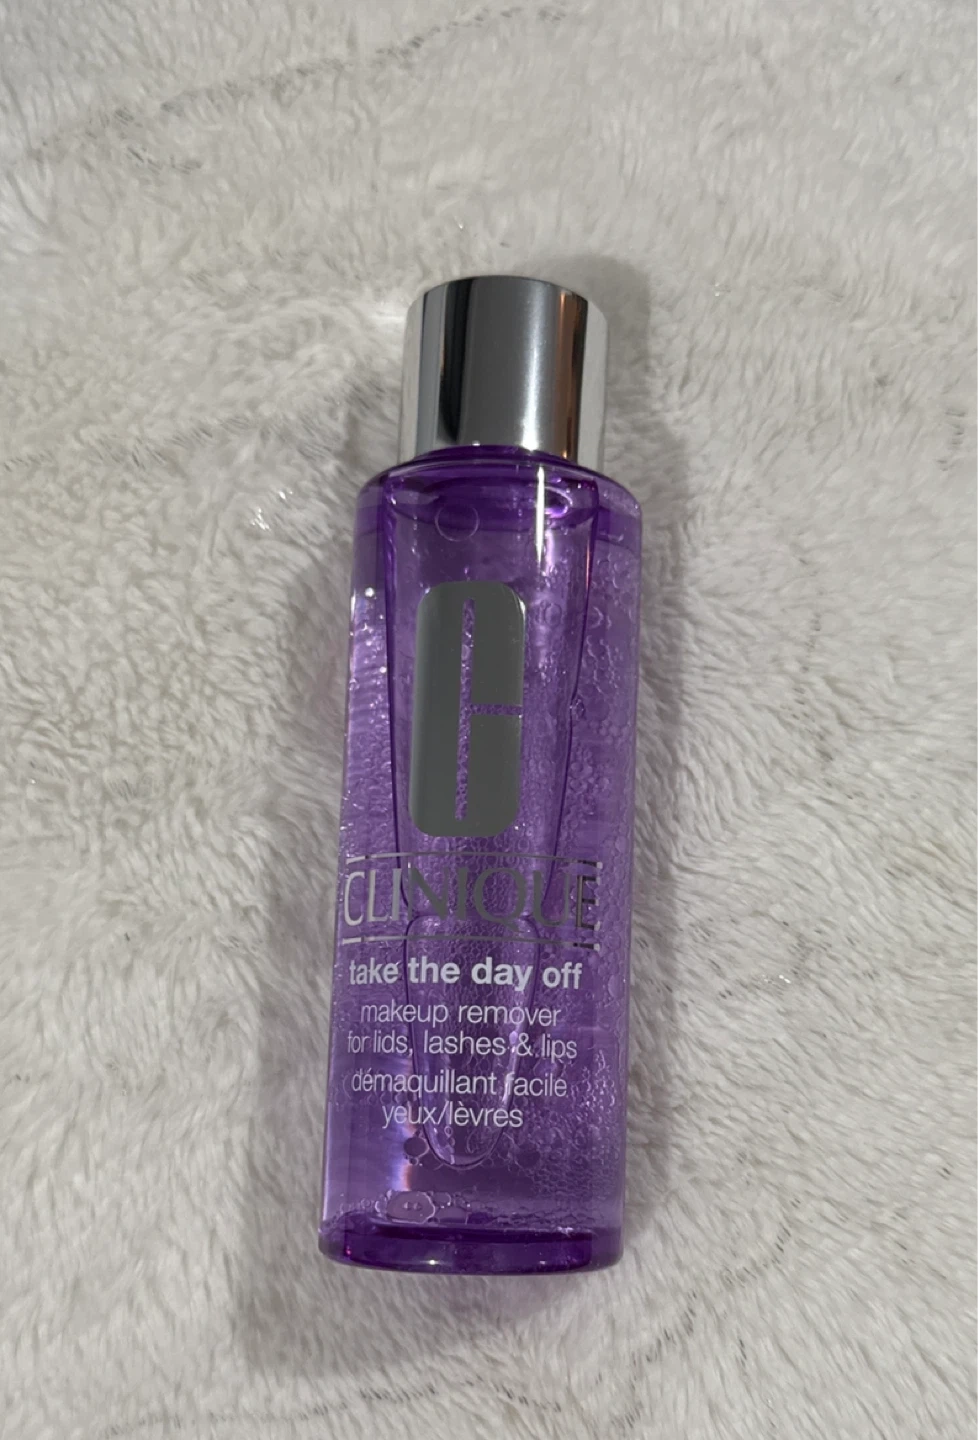 C
CLINIQUE
take the day off
makeup remover
for lids, lashes & lips
démaquillant facile
yeux/lèvres